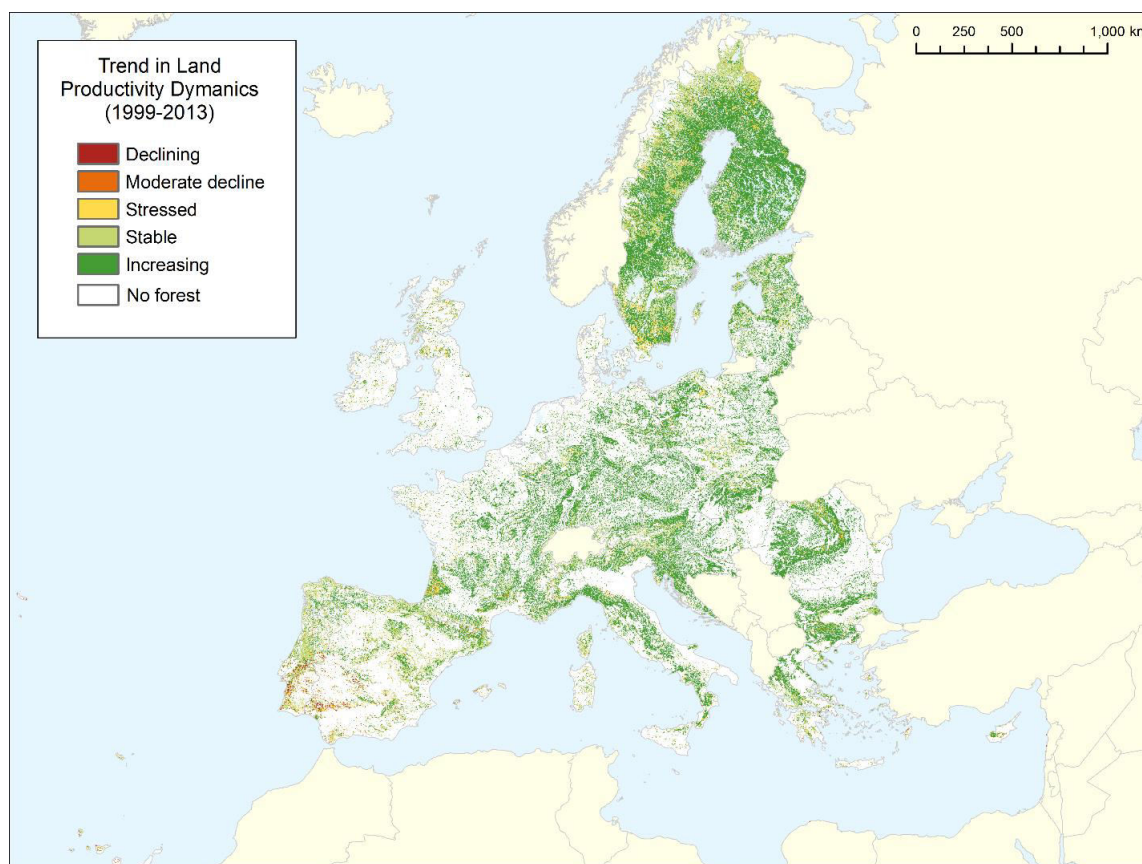 Trend in Land
Productivity Dymanics
(1999-2013)
Declining
Moderate decline
Stressed
Stable
Increasing
No forest
0 250 500 1,000 km